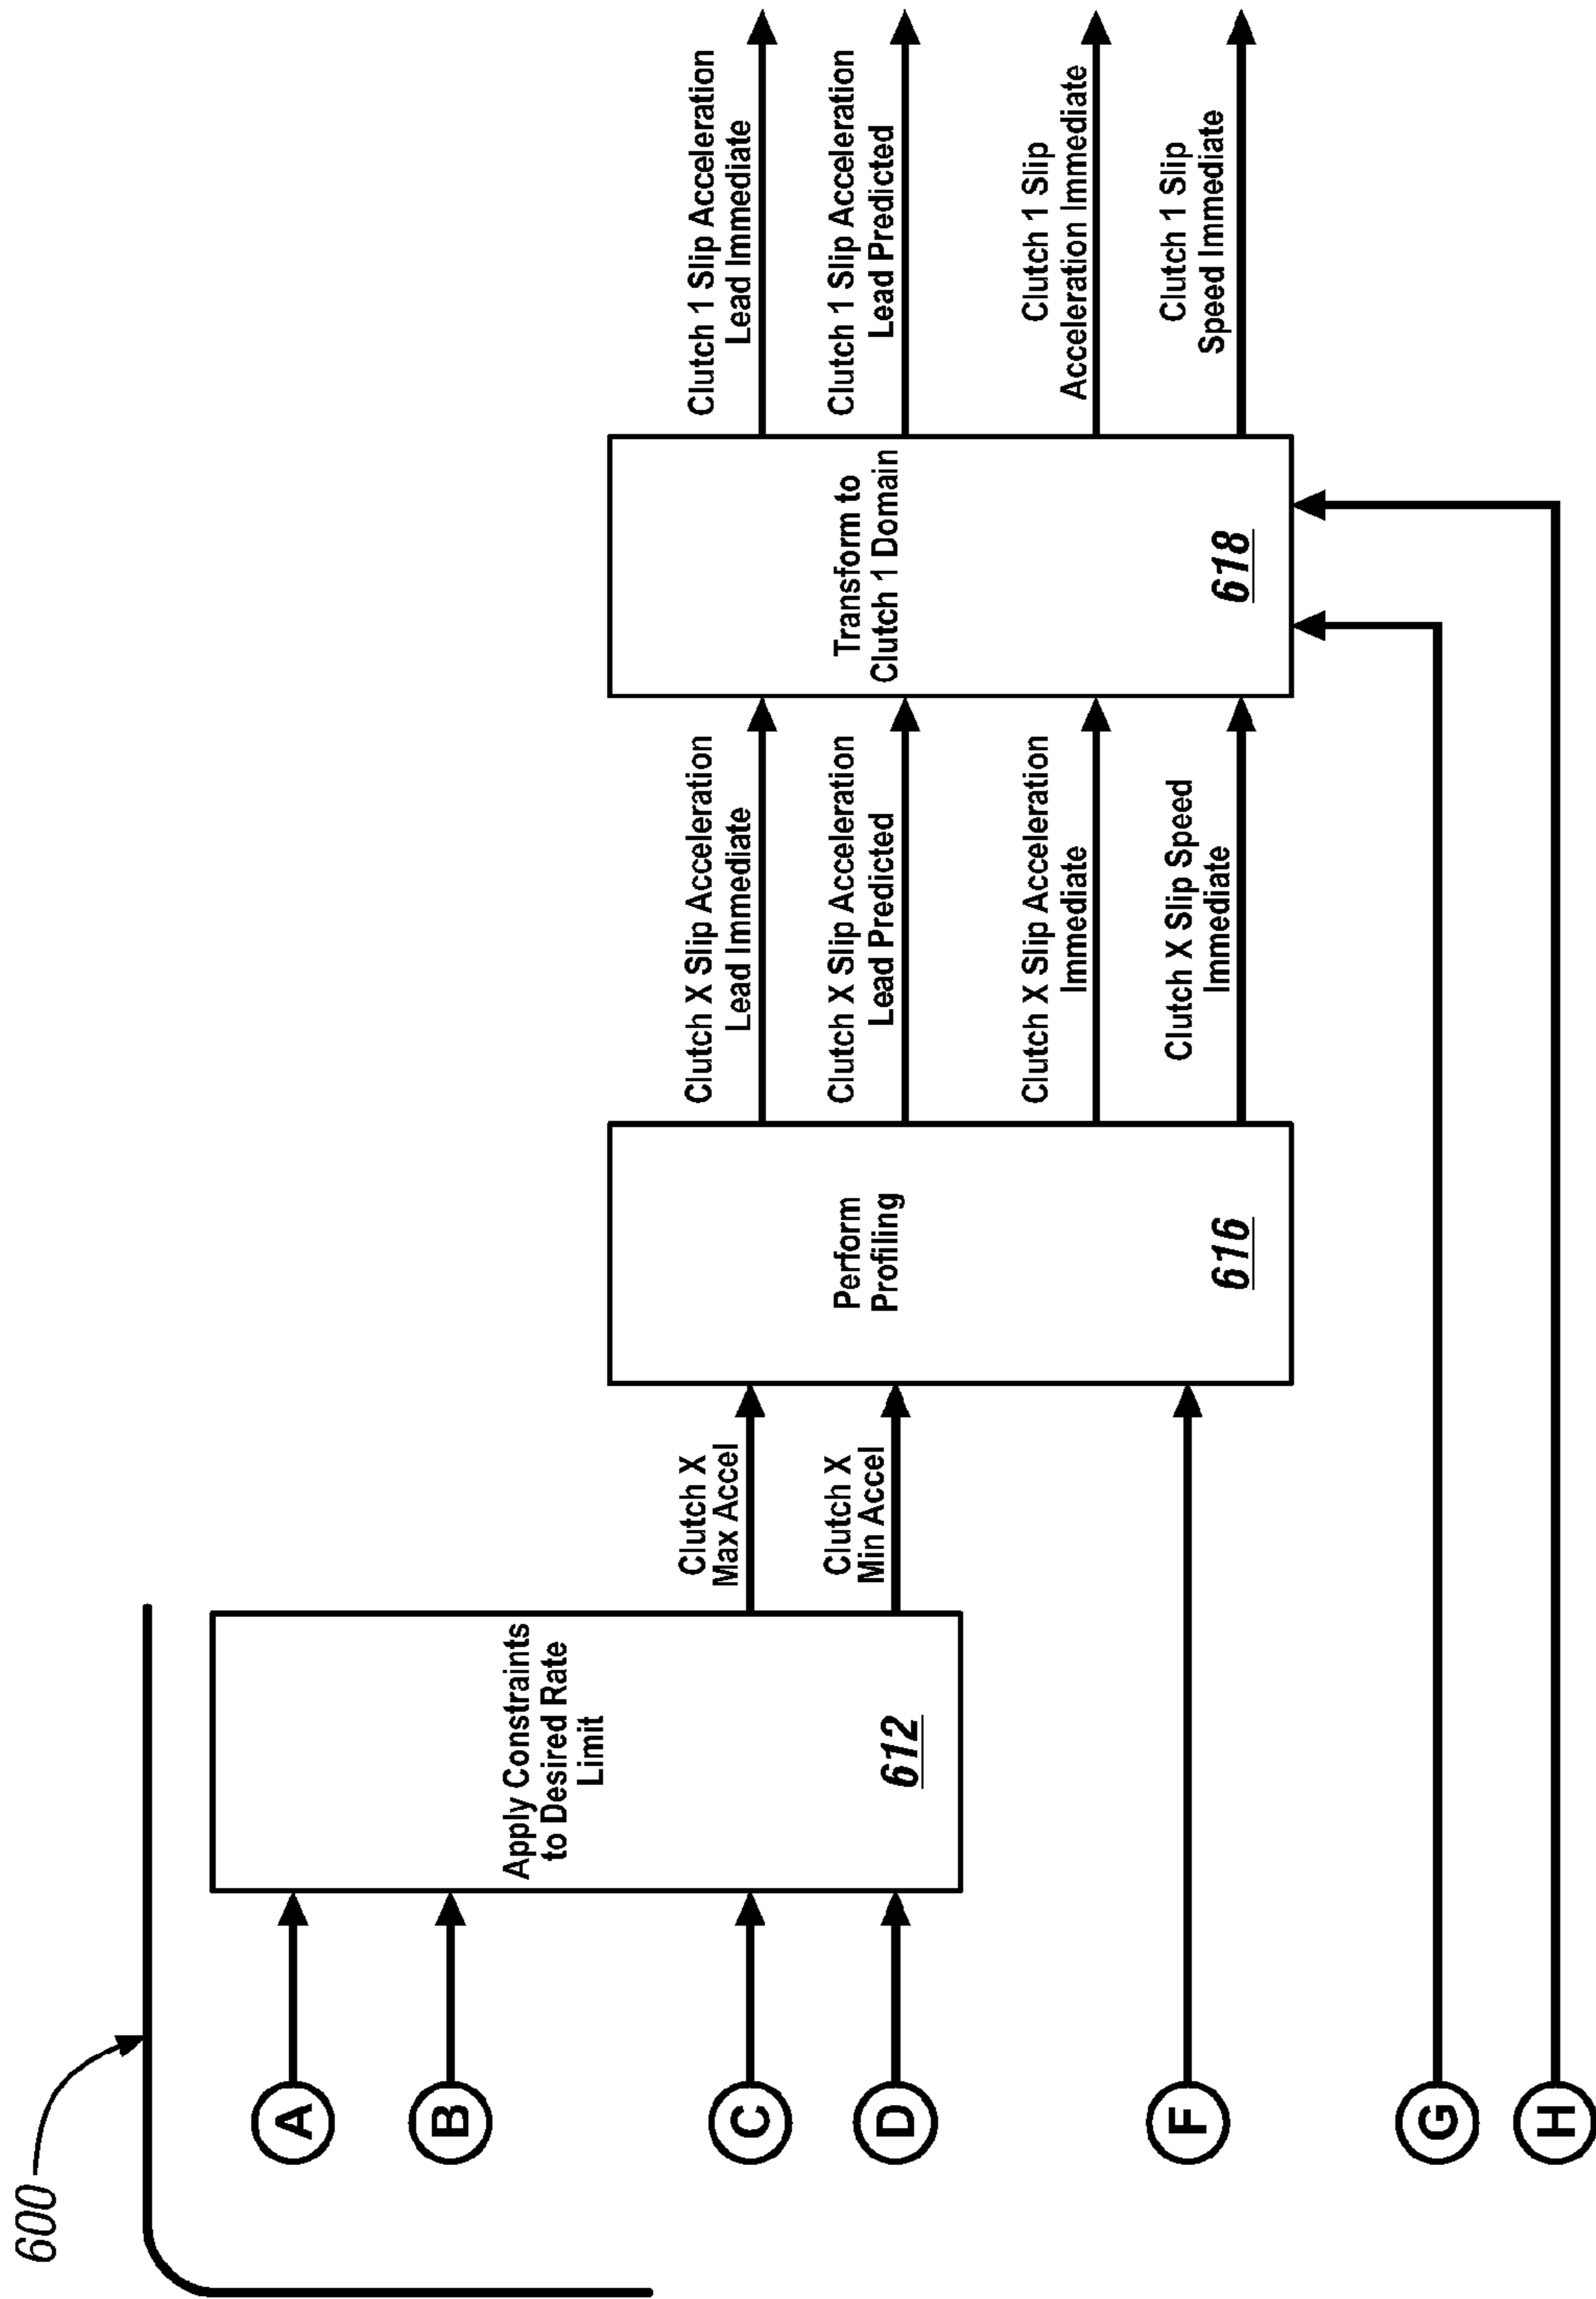 600
A
B
C
D
F
G
H
Apply Constraints
to Desired Rate
Limit
612
Clutch X
Max Accel
Clutch X
Min Accel
Perform
Profiling
616
Clutch X Slip Acceleration
Lead Immediate
Clutch X Slip Acceleration
Lead Predicted
Clutch X Slip Acceleration
Immediate
Clutch X Slip Speed
Immediate
Transform to
Clutch 1 Domain
618
Clutch 1 Slip Acceleration
Lead Immediate
Clutch 1 Slip Acceleration
Lead Predicted
Clutch 1 Slip
Acceleration Immediate
Clutch 1 Slip
Speed Immediate